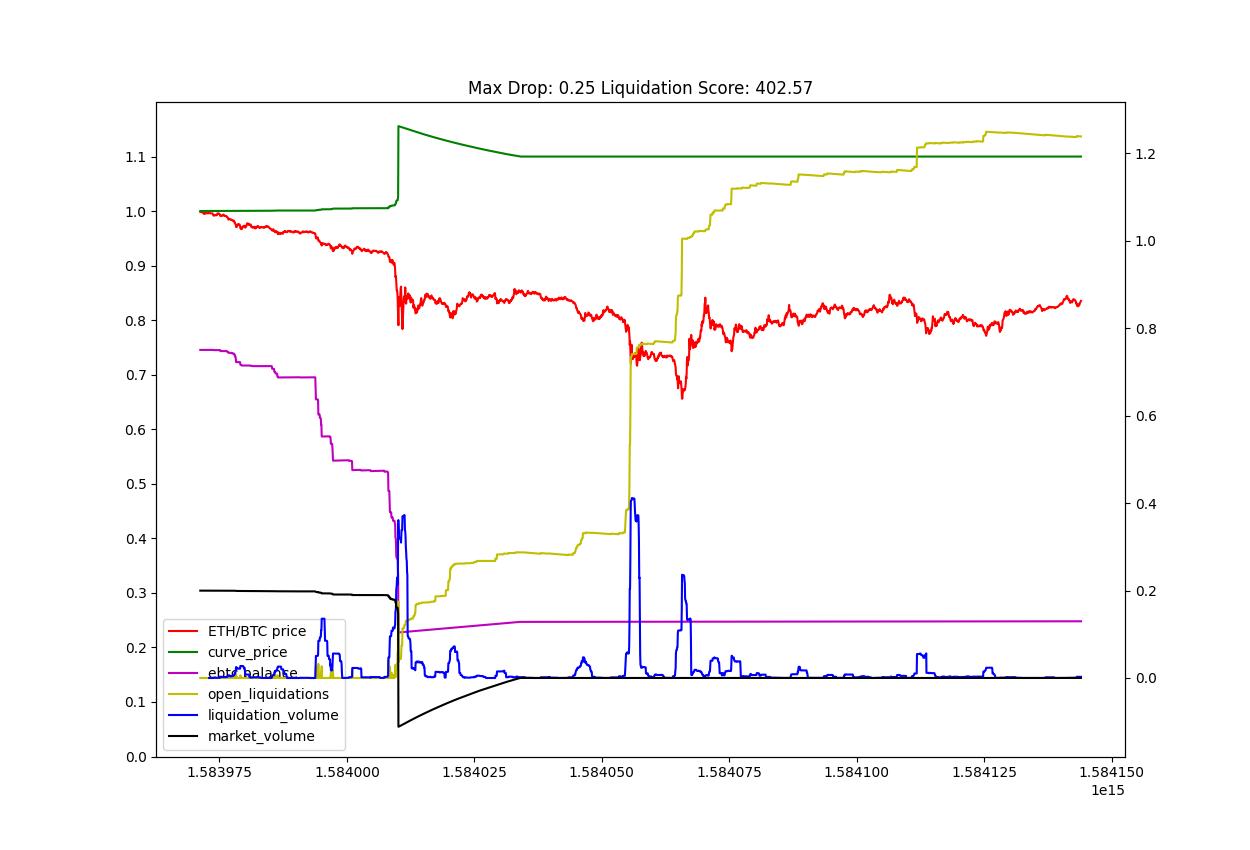 Max Drop: 0.25 Liquidation Score: 402.57
1.1
1.0
0.9
0.8
0.7
0.6
0.5
0.4
0.3
0.2
0.1
0.0
1.2
1.0
0.8
0.6
0.4
0.2
0.0
ETH/BTC price
curve_price
ebtc_balance
open_liquidations
liquidation_volume
market_volume
1.583975 1.584000 1.584025 1.584050 1.584075 1.584100 1.584125 1.584150
1e15